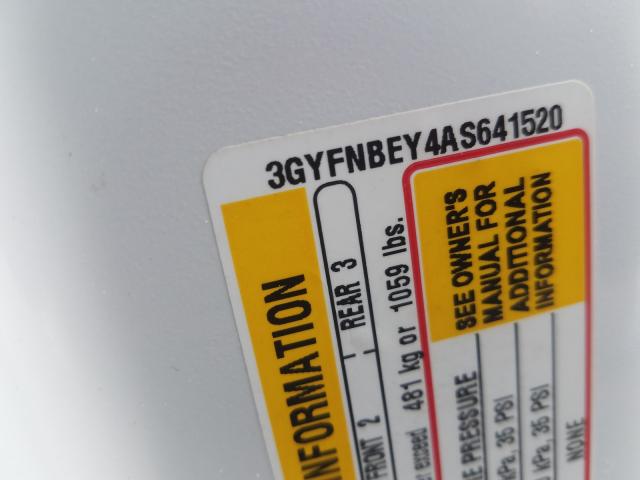 3GYFNBEY4AS641520
INFORMATION
FRONT 2 REAR 3
exceed 481 kg or 1059 lbs.
SEE OWNER'S
MANUAL FOR
ADDITIONAL
INFORMATION
PRESSURE
kPa, 35 PSI
kPa, 35 PSI
NONE